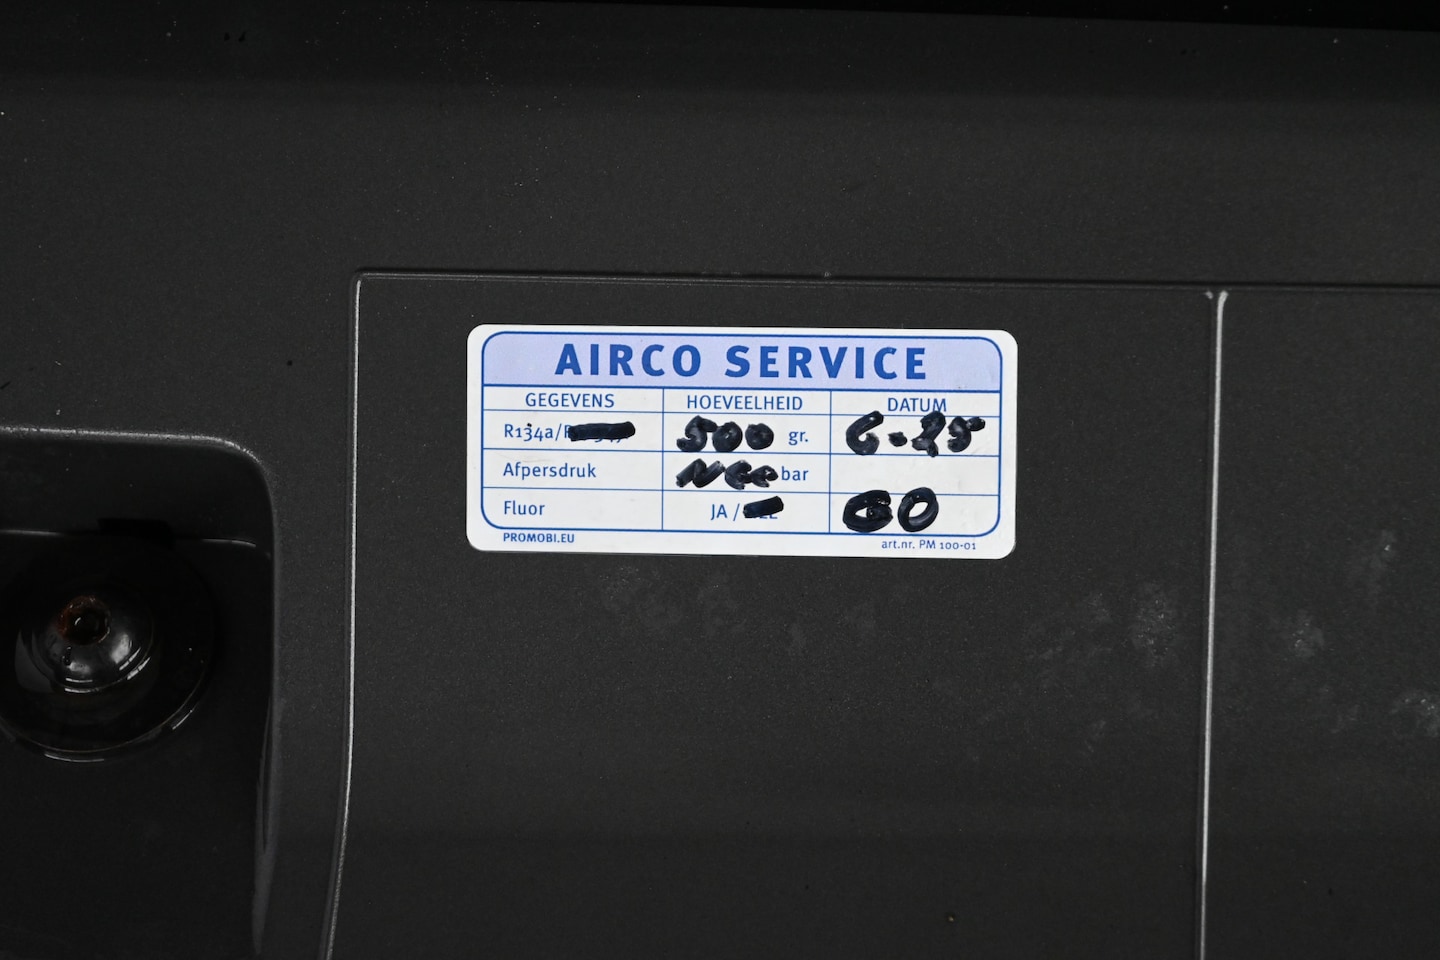 AIRCO SERVICE
GEGEVENS HOEVEELHEID DATUM
R134a/ 500 gr. 6-25
Afpersdruk bar
Fluor JA /
PROMOBI.EU art.nr. PM 100-01